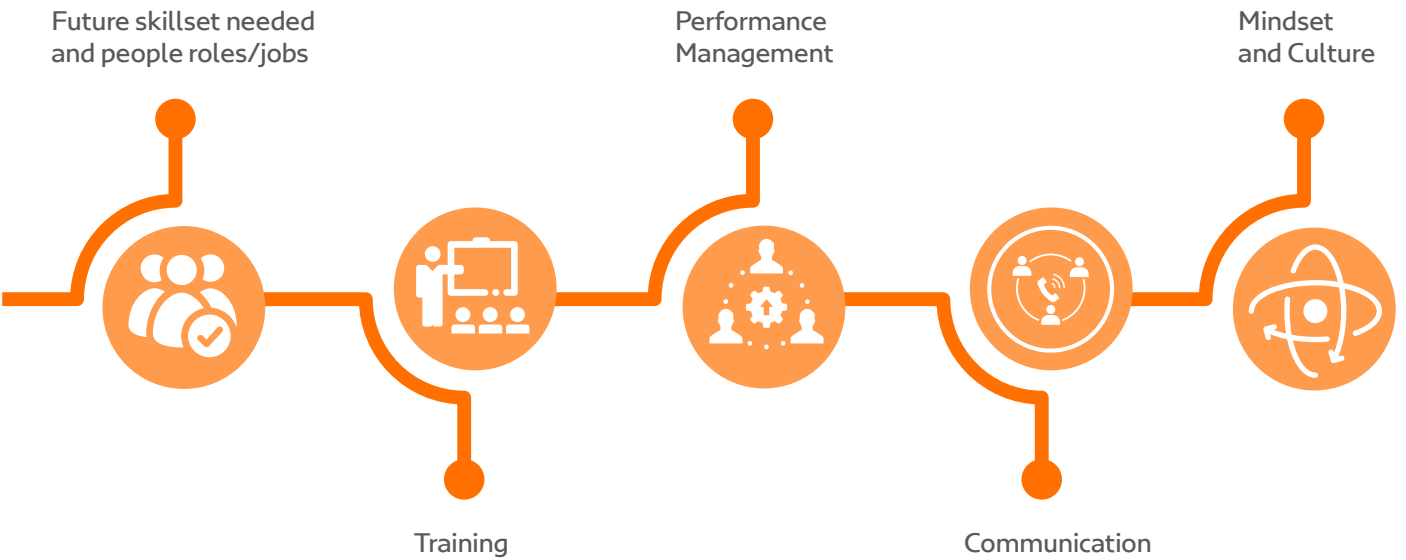 Future skillset needed
and people roles/jobs
Training
Performance
Management
Communication
Mindset
and Culture